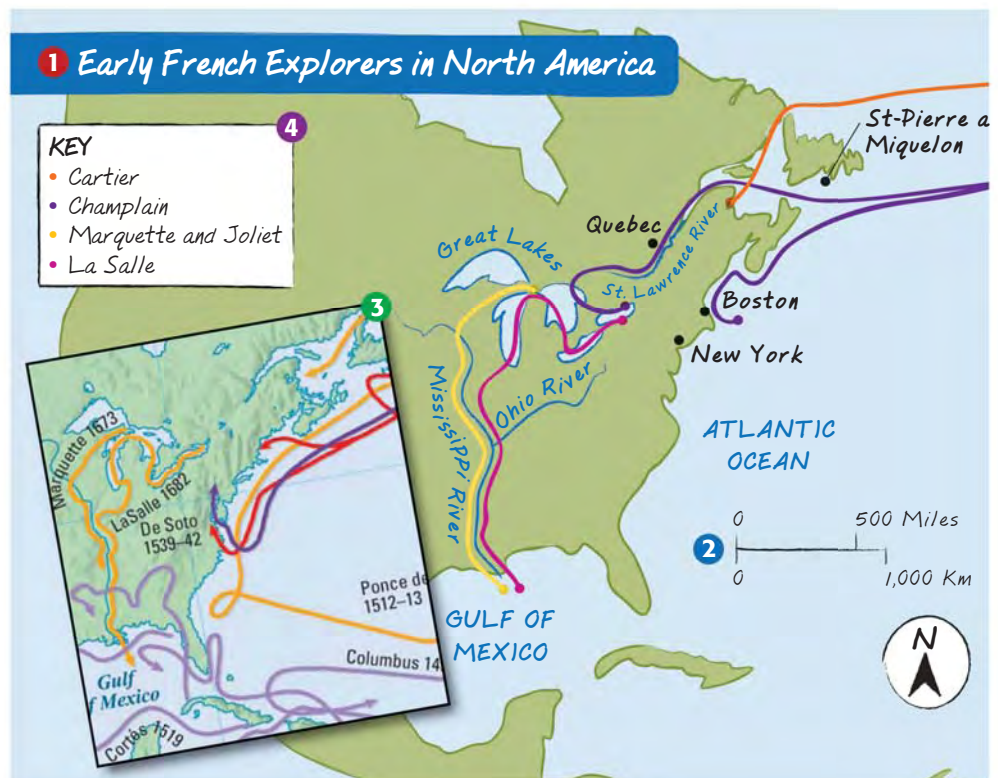 1 Early French Explorers in North America
4
KEY
Cartier
Champlain
Marquette and Joliet
La Salle
St-Pierre a
Miquelon
Quebec
Great Lakes
St. Lawrence River
Boston
New York
Ohio River
Mississippi River
ATLANTIC
OCEAN
0 500 Miles
2
0 1,000 Km
N
GULF OF
MEXICO
3
Marquette 1673
LaSalle 1682
De Soto
1539–42
Ponce de
1512–13
Columbus 14
Gulf
f Mexico
Cortés 1519